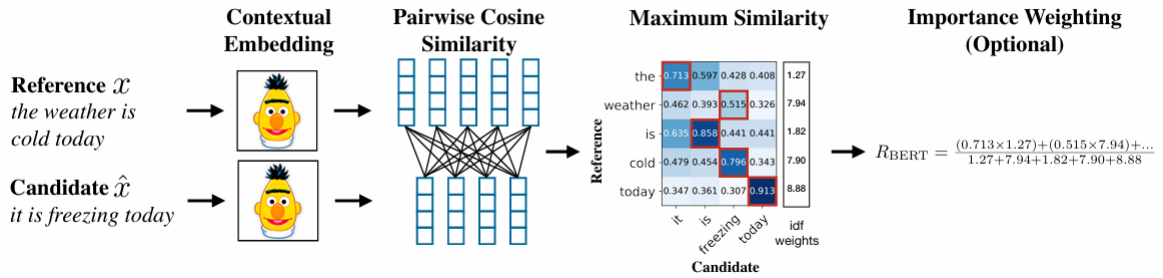 Contextual
Embedding
Pairwise Cosine
Similarity
Maximum Similarity
Importance Weighting
(Optional)
Reference x
the weather is
cold today
Candidate x̂
it is freezing today
Reference
the 0.713 0.597 0.428 0.408 1.27
weather 0.462 0.393 0.515 0.326 7.94
is 0.635 0.858 0.441 0.441 1.82
cold 0.479 0.454 0.796 0.343 7.90
today 0.347 0.361 0.307 0.913 8.88
it is freezing today
idf
weights
Candidate
R_BERT = (0.713×1.27)+(0.515×7.94)+... / 1.27+7.94+1.82+7.90+8.88